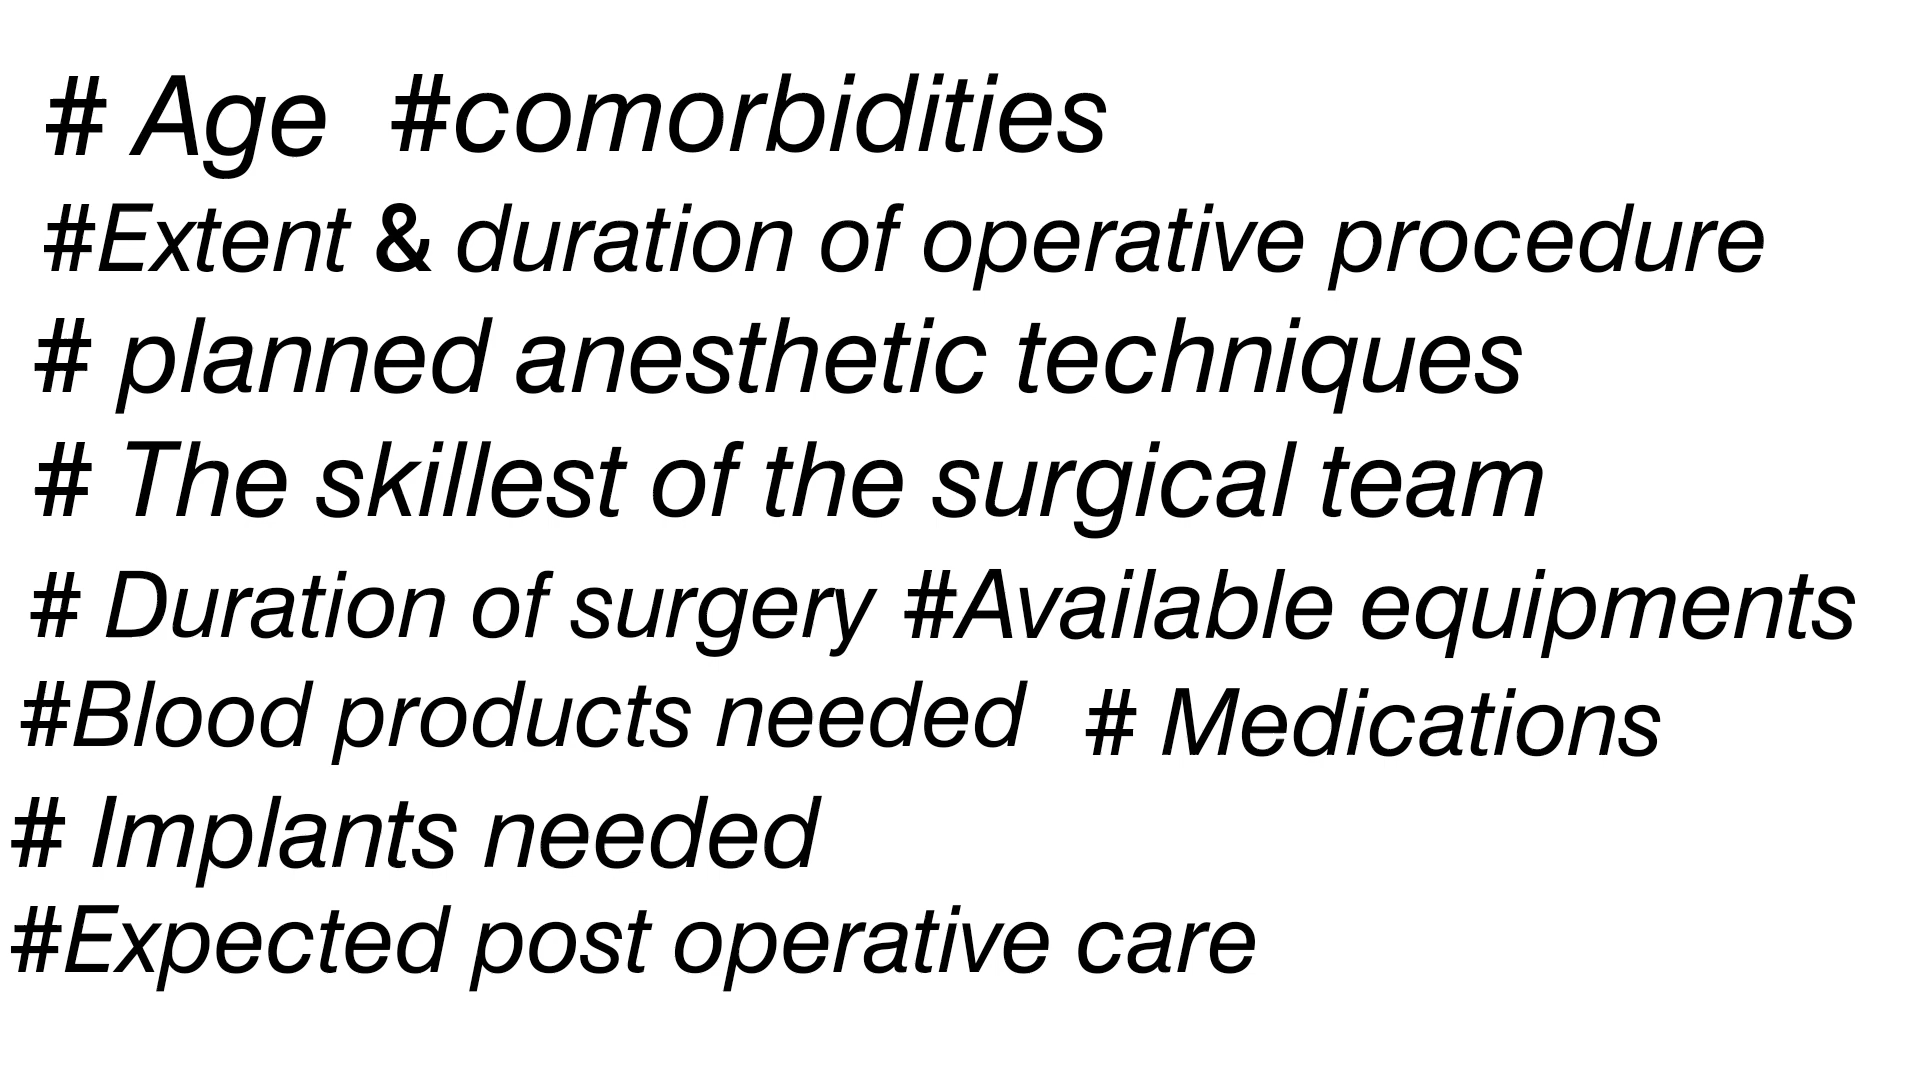 # Age #comorbidities
#Extent & duration of operative procedure
# planned anesthetic techniques
# The skillest of the surgical team
# Duration of surgery #Available equipments
#Blood products needed # Medications
# Implants needed
#Expected post operative care